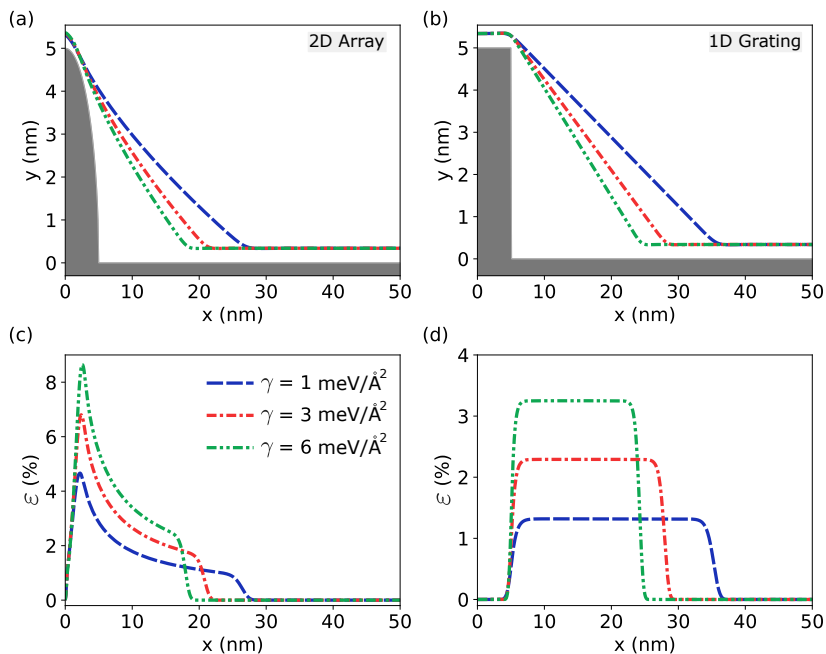 (a)
2D Array
y (nm)
5
4
3
2
1
0
0 10 20 30 40 50
x (nm)
(b)
1D Grating
y (nm)
5
4
3
2
1
0
0 10 20 30 40 50
x (nm)
(c)
γ = 1 meV/Å²
γ = 3 meV/Å²
γ = 6 meV/Å²
ε (%)
8
6
4
2
0
0 10 20 30 40 50
x (nm)
(d)
ε (%)
4
3
2
1
0
0 10 20 30 40 50
x (nm)